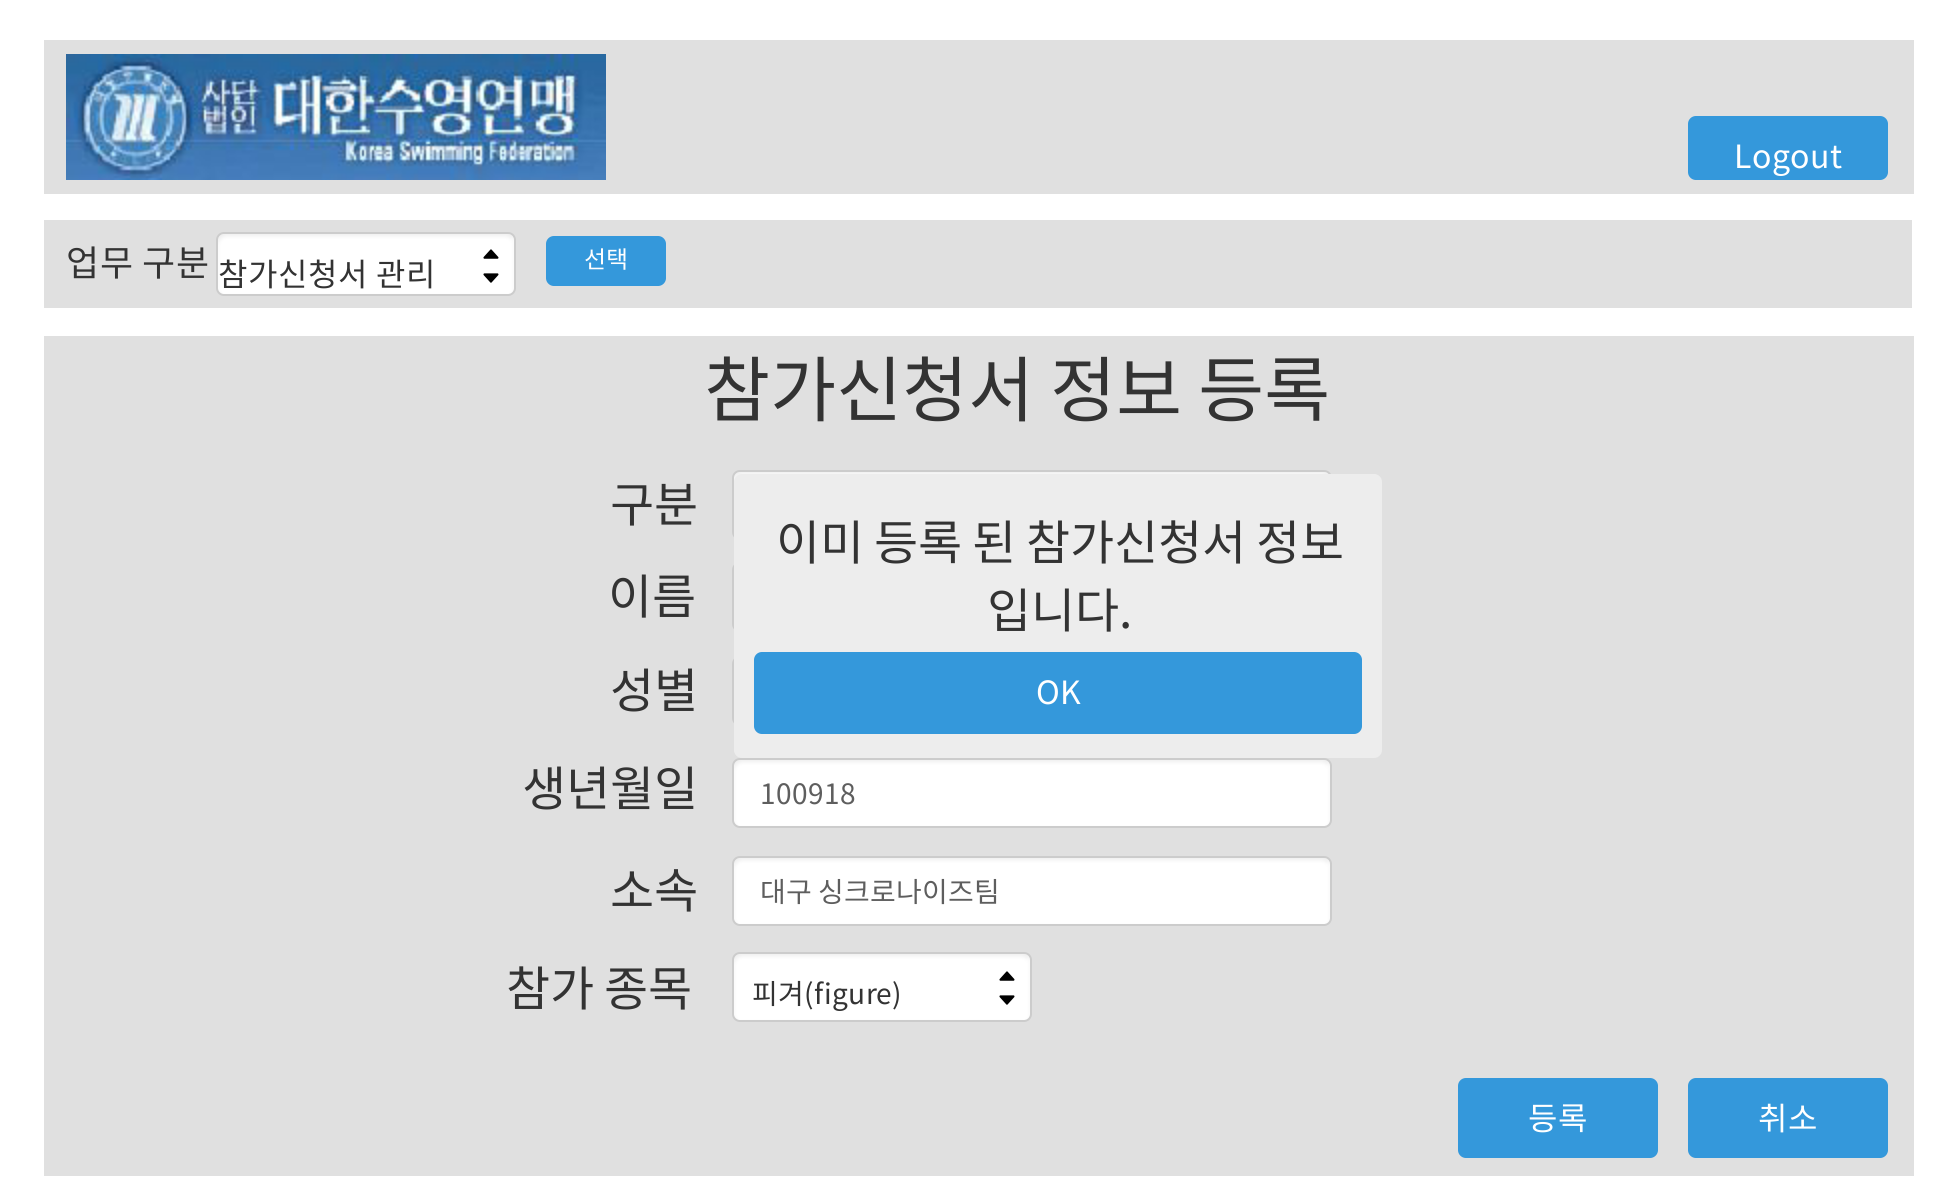 사단
법인 대한수영연맹
Korea Swimming Federation
Logout
업무 구분 참가신청서 관리 선택
참가신청서 정보 등록
구분
이미 등록 된 참가신청서 정보
입니다.
이름
성별
OK
생년월일 100918
소속 대구 싱크로나이즈팀
참가 종목 피겨(figure)
등록 취소